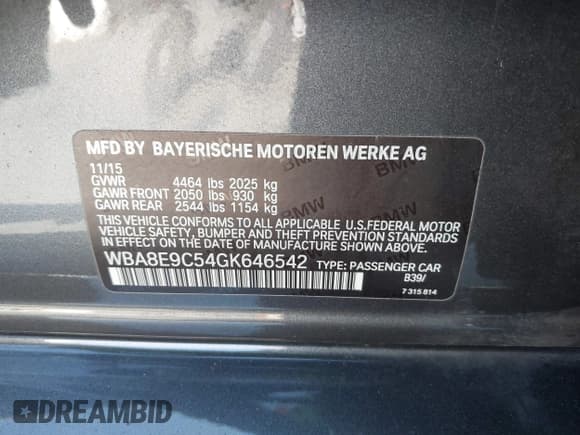 MFD BY BAYERISCHE MOTOREN WERKE AG
11/15
GVWR 4464 lbs 2025 kg
GAWR FRONT 2050 lbs 930 kg
GAWR REAR 2544 lbs 1154 kg
THIS VEHICLE CONFORMS TO ALL APPLICABLE U.S.FEDERAL MOTOR
VEHICLE SAFETY, BUMPER AND THEFT PREVENTION STANDARDS
IN EFFECT ON THE DATE OF MANUFACTURE SHOWN ABOVE.
WBA8E9C54GK646542 TYPE: PASSENGER CAR
B39/
7 315 814
BMW
DREAMBID